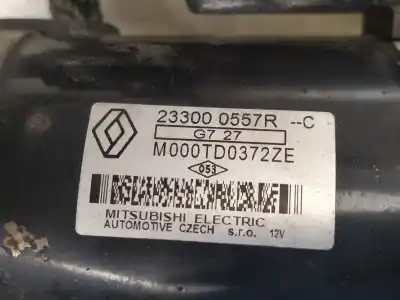 23300 0557R --C
G7 27
M000TD0372ZE
053
MITSUBISHI ELECTRIC
AUTOMOTIVE CZECH s.r.o. 12V